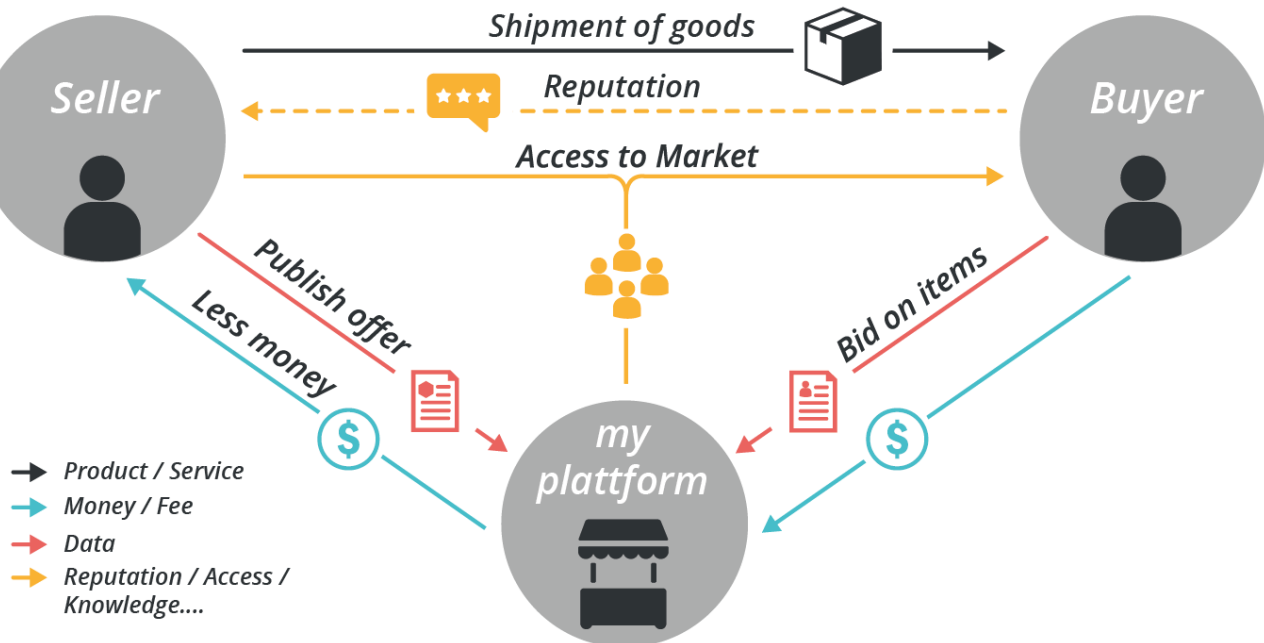 Shipment of goods
Seller
Reputation
Buyer
Access to Market
Publish offer
Less money
Bid on items
$
$
my
plattform
Product / Service
Money / Fee
Data
Reputation / Access /
Knowledge....